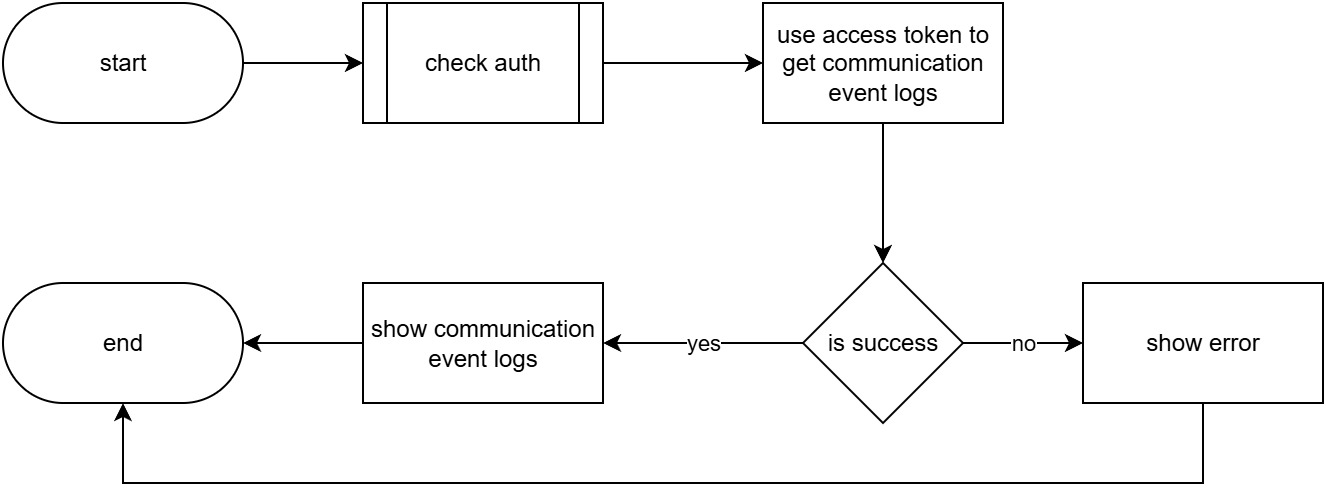 start
check auth
use access token to
get communication
event logs
end
show communication
event logs
yes
is success
no
show error